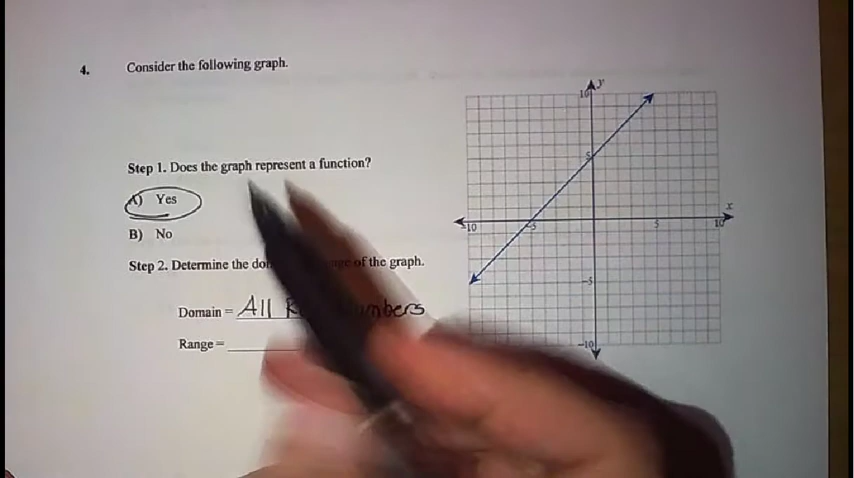 4. Consider the following graph.
Step 1. Does the graph represent a function?
A) Yes
B) No
Step 2. Determine the of the graph.
Domain = All
Range =
10 y
5
-10 -5 5 10 x
-5
-10